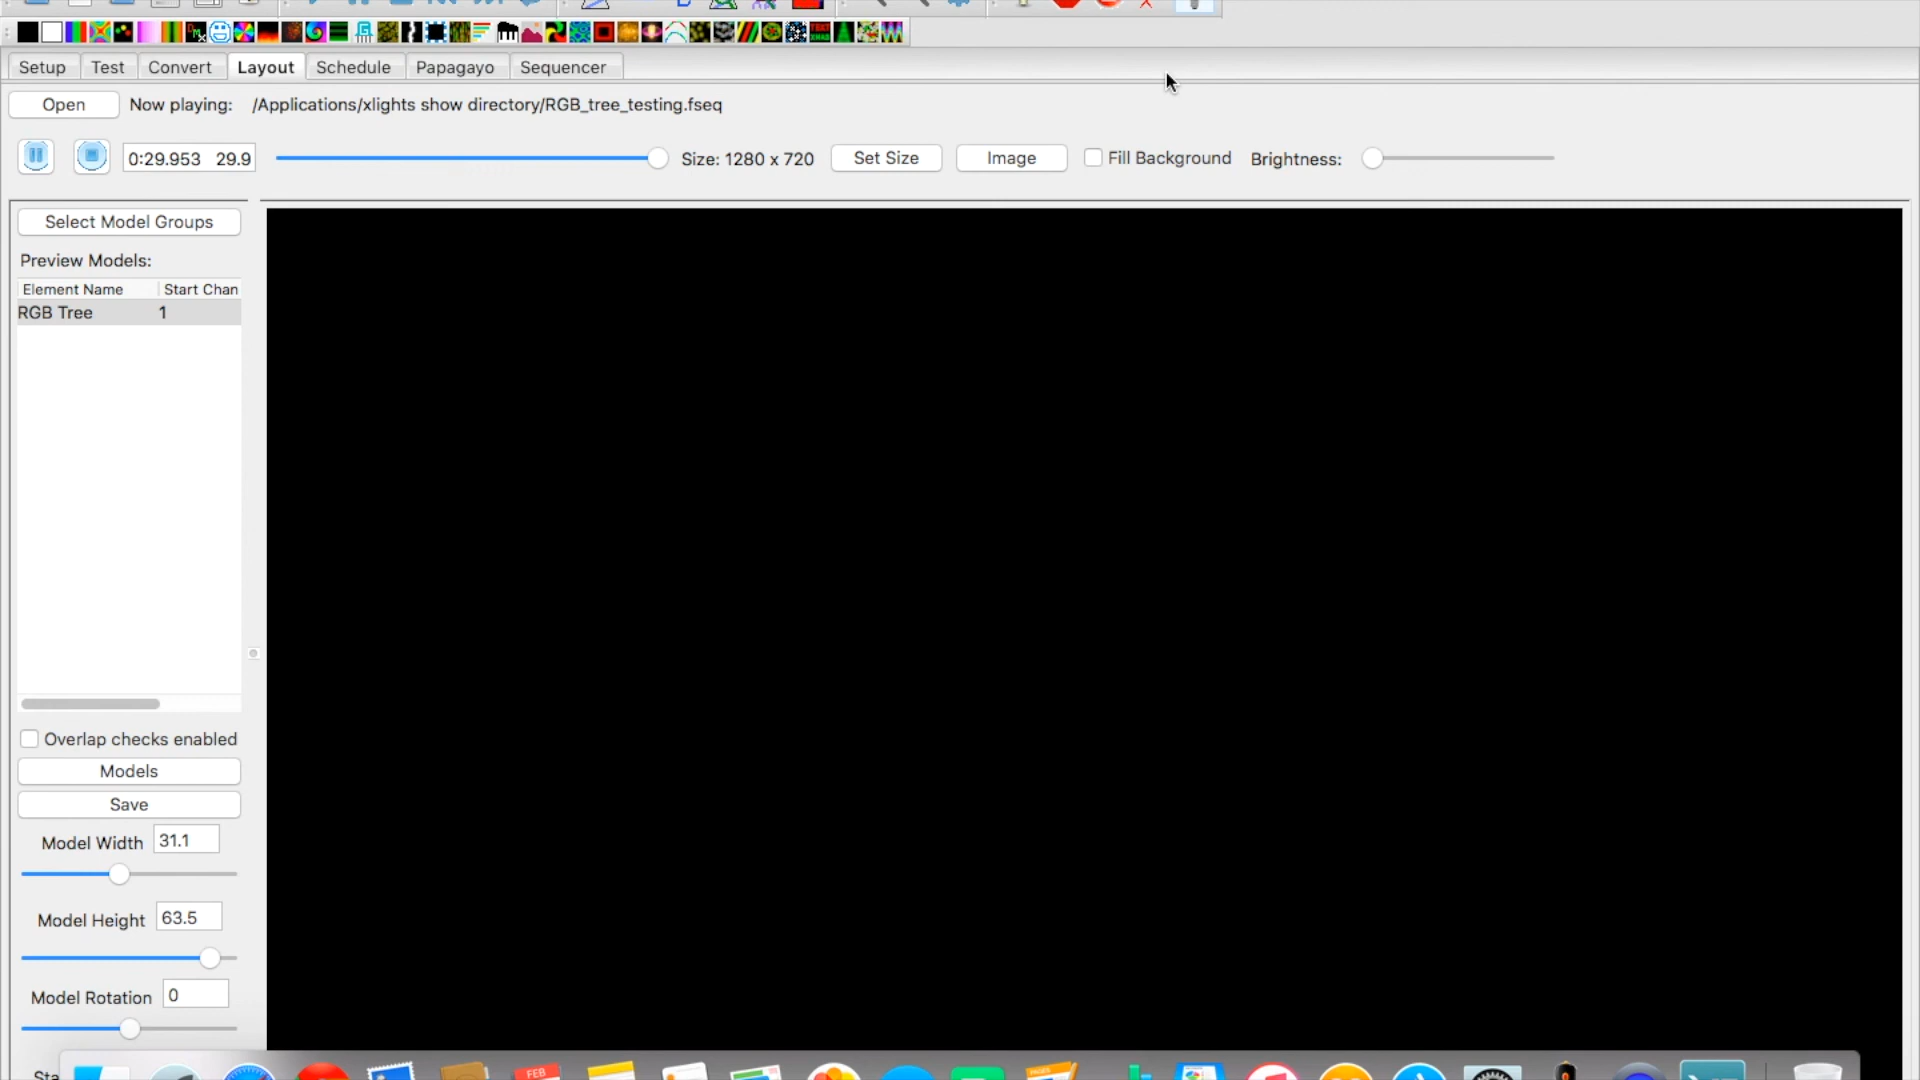 Setup Test Convert Layout Schedule Papagayo Sequencer
Open Now playing: /Applications/xlights show directory/RGB_tree_testing.fseq
0:29.953 29.9 Size: 1280 x 720 Set Size Image Fill Background Brightness:
Select Model Groups
Preview Models:
Element Name Start Chan
RGB Tree 1
Overlap checks enabled
Models
Save
Model Width 31.1
Model Height 63.5
Model Rotation 0
FEB
PAGES